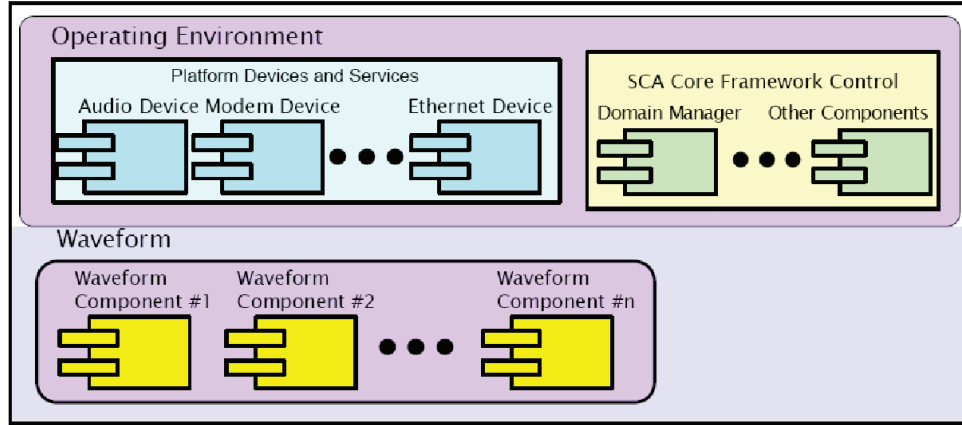 Operating Environment
Platform Devices and Services
Audio Device Modem Device Ethernet Device
SCA Core Framework Control
Domain Manager Other Components
Waveform
Waveform
Component #1
Waveform
Component #2
Waveform
Component #n